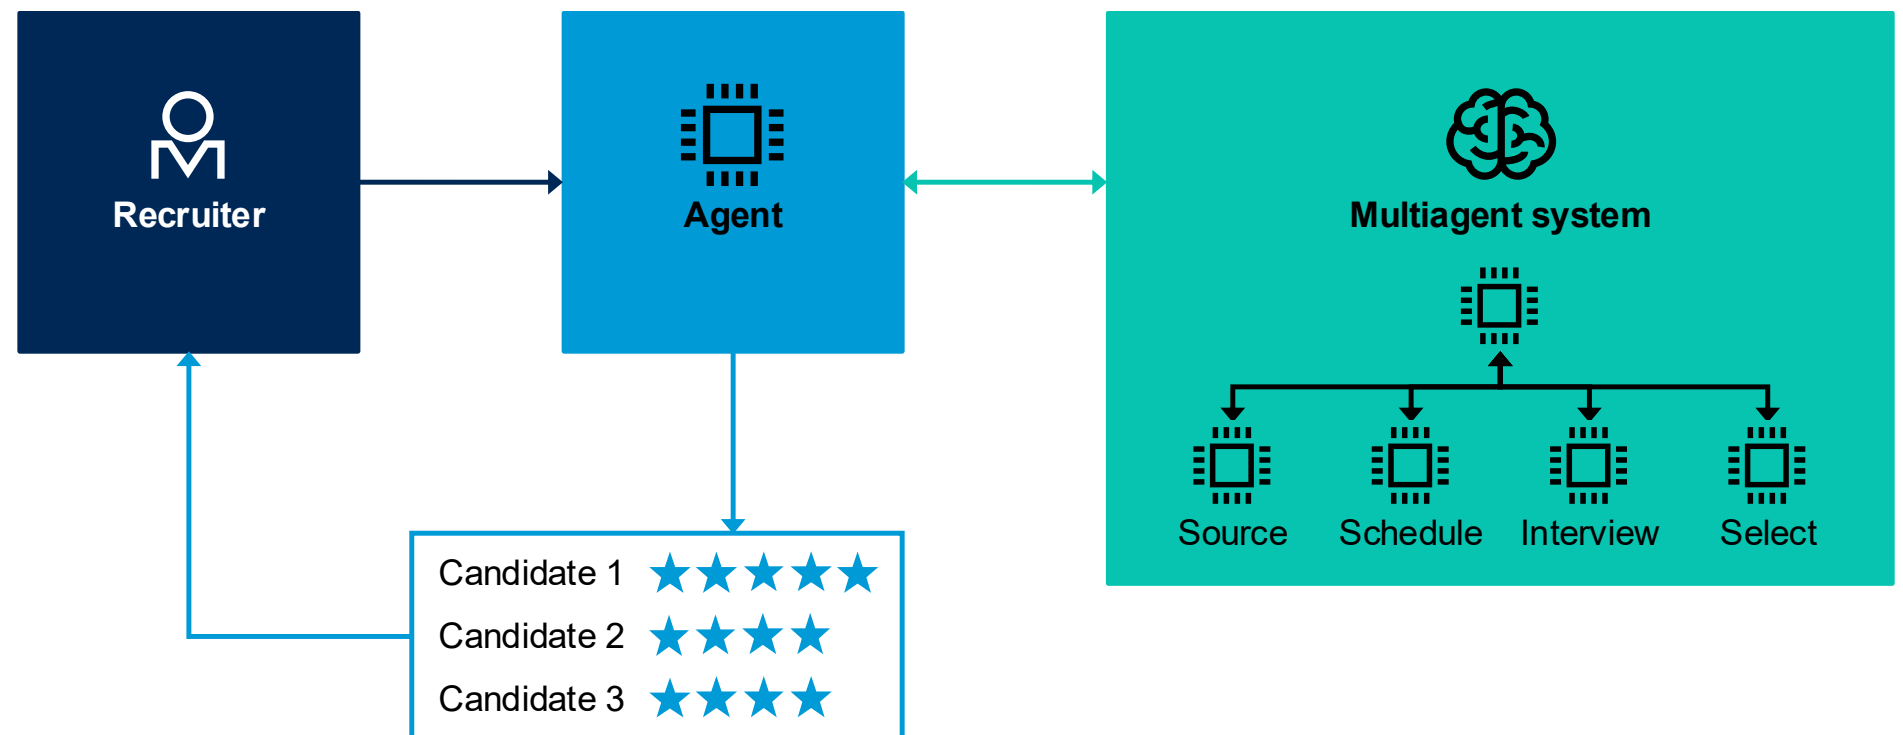 Recruiter
Agent
Multiagent system
Source
Schedule
Interview
Select
Candidate 1
Candidate 2
Candidate 3